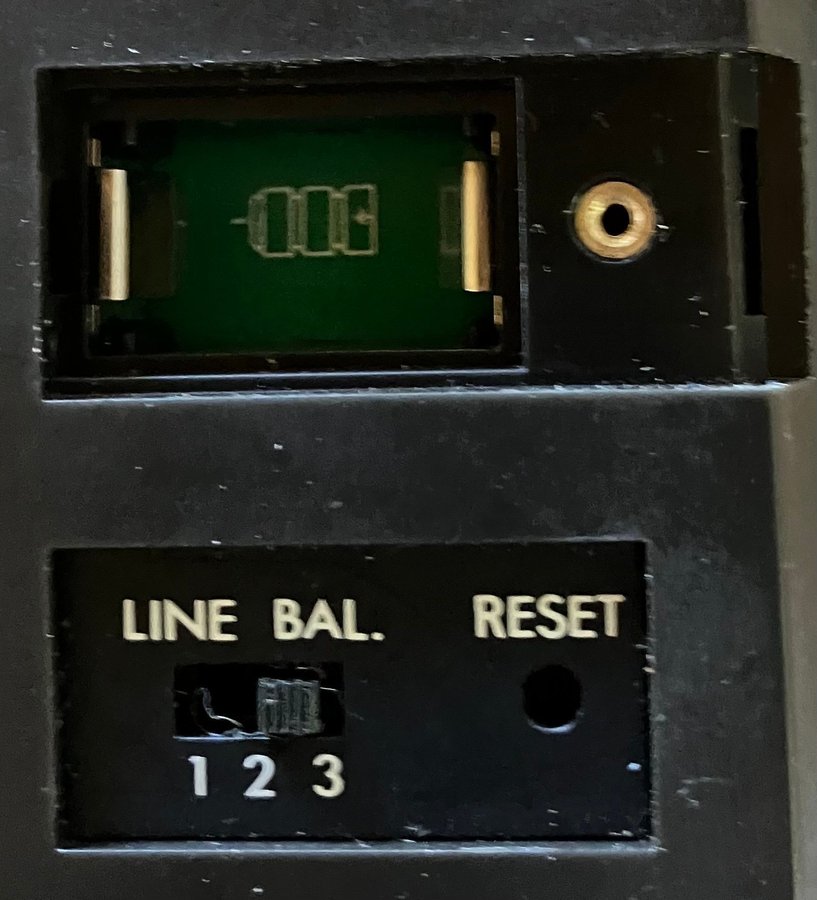 LINE BAL. RESET
1 2 3